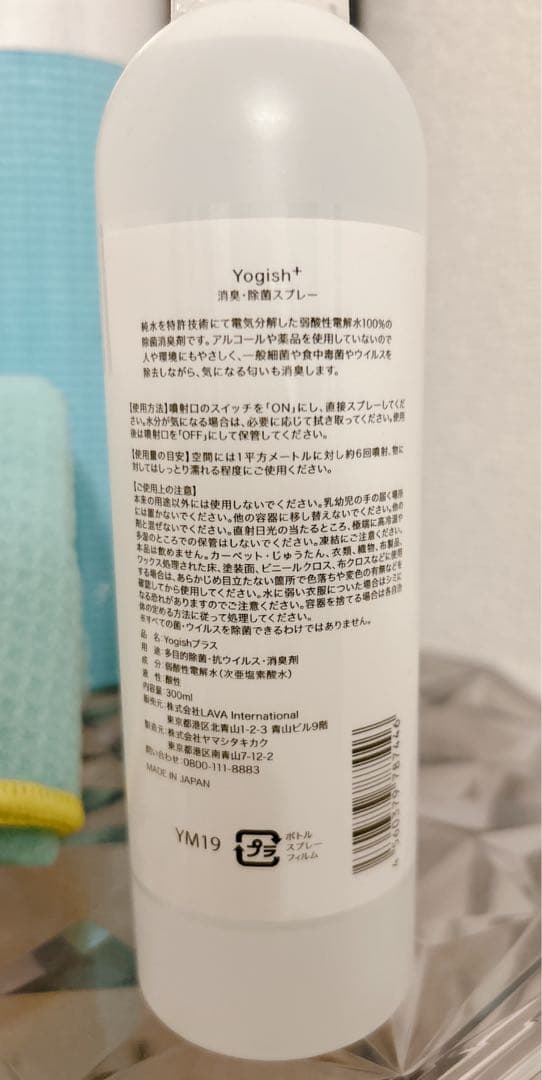 Yogish+
消臭・除菌スプレー
純水を特許技術にて電気分解した弱酸性電解水100%の
除菌消臭剤です。アルコールや薬品を使用していないので
人や環境にもやさしく、一般細菌や食中毒菌やウイルスを
除去しながら、気になる匂いも消臭します。
【使用方法】噴射口のスイッチを「ON」にし、直接スプレーしてくだ
さい。水分が気になる場合は、必要に応じて拭き取ってください。使用
後は噴射口を「OFF」にして保管してください。
【使用量の目安】空間には1平方メートルに対し約6回噴射、物に
対してはしっとり濡れる程度にご使用ください。
【ご使用上の注意】
本来の用途以外には使用しないでください。乳幼児の手の届く場所
には置かないでください。他の容器に移し替えないでください。他の
剤と混ぜないでください。直射日光の当たるところ、極端に高冷温や
多湿のところでの保管はしないでください。凍結にご注意ください。
本品は飲めません。カーペット・じゅうたん、衣類、織物、布製品、
ワックス処理された床、塗装面、ビニールクロス、布クロスなどに使用
する場合は、あらかじめ目立たない箇所で色落ちや変色の有無などを
確認してから使用してください。水に弱い衣服についた場合はシミに
なる恐れがありますのでご注意ください。容器を捨てる場合は各自治
体の定める方法に従って処理してください。
※すべての菌・ウイルスを除菌できるわけではありません。
品 名:Yogishプラス
用 途:多目的除菌・抗ウイルス・消臭剤
成 分:弱酸性電解水(次亜塩素酸水)
液 性:酸性
内容量:300ml
販売元:株式会社LAVA International
東京都港区北青山1-2-3 青山ビル9階
製造元:株式会社ヤマシタキカク
東京都港区南青山7-12-2
問い合わせ:0800-111-8883
MADE IN JAPAN
YM19
プラ
ボトル
スプレー
フィルム
4560379787446